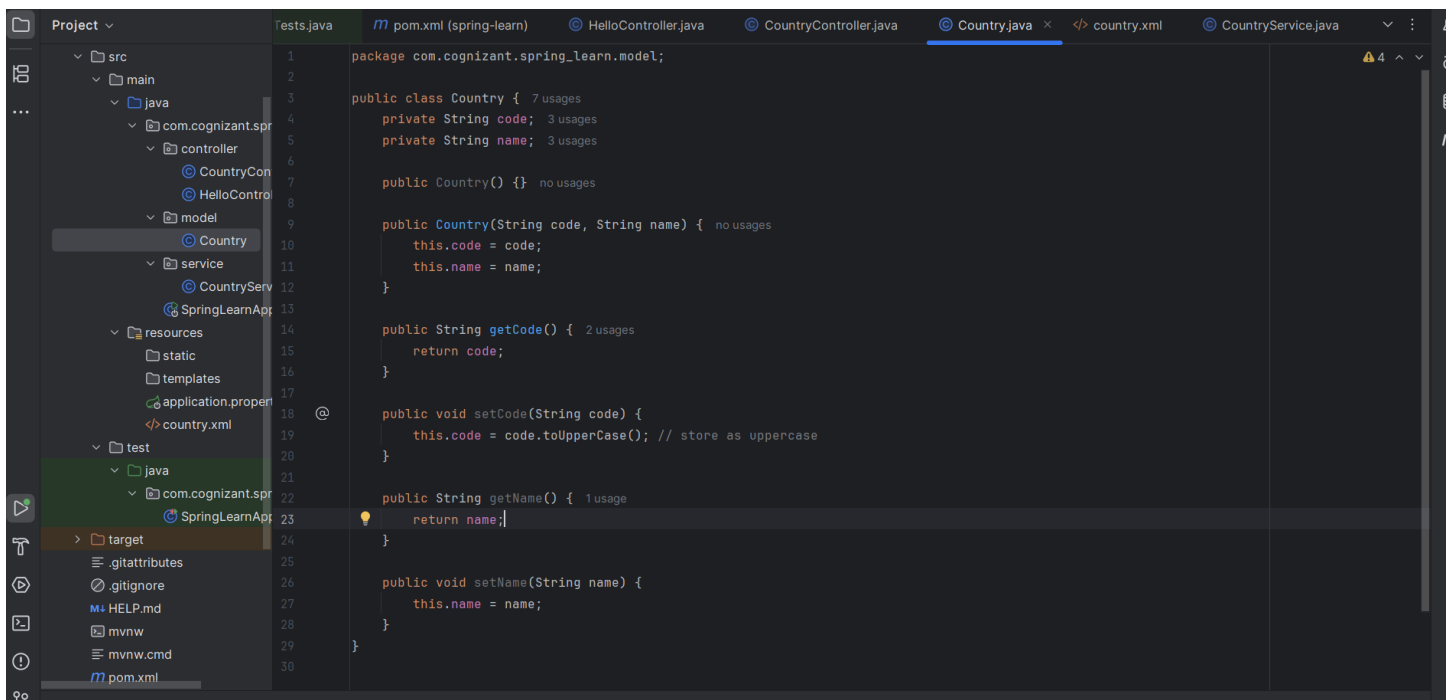 Project
Tests.java
pom.xml (spring-learn)
HelloController.java
CountryController.java
Country.java
country.xml
CountryService.java
src
main
java
com.cognizant.spr
controller
CountryCon
HelloControl
model
Country
service
CountryServ
SpringLearnApp
resources
static
templates
application.propert
country.xml
test
java
com.cognizant.spr
SpringLearnApp
target
.gitattributes
.gitignore
M↓ HELP.md
mvnw
mvnw.cmd
m pom.xml
4
1 package com.cognizant.spring_learn.model;
2
3 public class Country { 7 usages
4 private String code; 3 usages
5 private String name; 3 usages
6
7 public Country() {} no usages
8
9 public Country(String code, String name) { no usages
10 this.code = code;
11 this.name = name;
12 }
13
14 public String getCode() { 2 usages
15 return code;
16 }
17
18 @ public void setCode(String code) {
19 this.code = code.toUpperCase(); // store as uppercase
20 }
21
22 public String getName() { 1 usage
23 return name;
24 }
25
26 public void setName(String name) {
27 this.name = name;
28 }
29 }
30